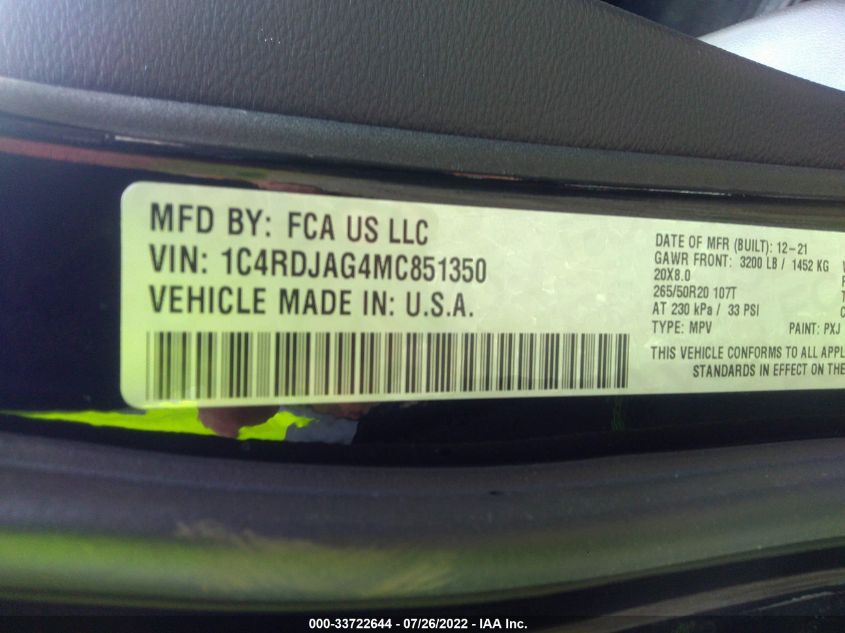 MFD BY: FCA US LLC
VIN: 1C4RDJAG4MC851350
VEHICLE MADE IN: U.S.A.
DATE OF MFR (BUILT): 12-21
GAWR FRONT: 3200 LB / 1452 KG
20X8.0
265/50R20 107T
AT 230 kPa / 33 PSI
TYPE: MPV PAINT: PXJ
THIS VEHICLE CONFORMS TO ALL APPL
STANDARDS IN EFFECT ON THE
000-33722644 - 07/26/2022 - IAA Inc.